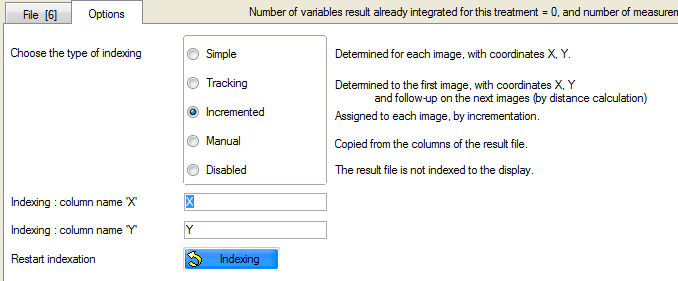 File [6] Options Number of variables result already integrated for this treatment = 0, and number of
Choose the type of indexing Simple Determined for each image, with coordinates X, Y.
Tracking Determined to the first image, with coordinates X, Y
and follow-up on the next images (by distance calculation)
Incremented Assigned to each image, by incrementation.
Manual Copied from the columns of the result file.
Disabled The result file is not indexed to the display.
Indexing : column name 'X' X
Indexing : column name 'Y' Y
Restart indexation Indexing